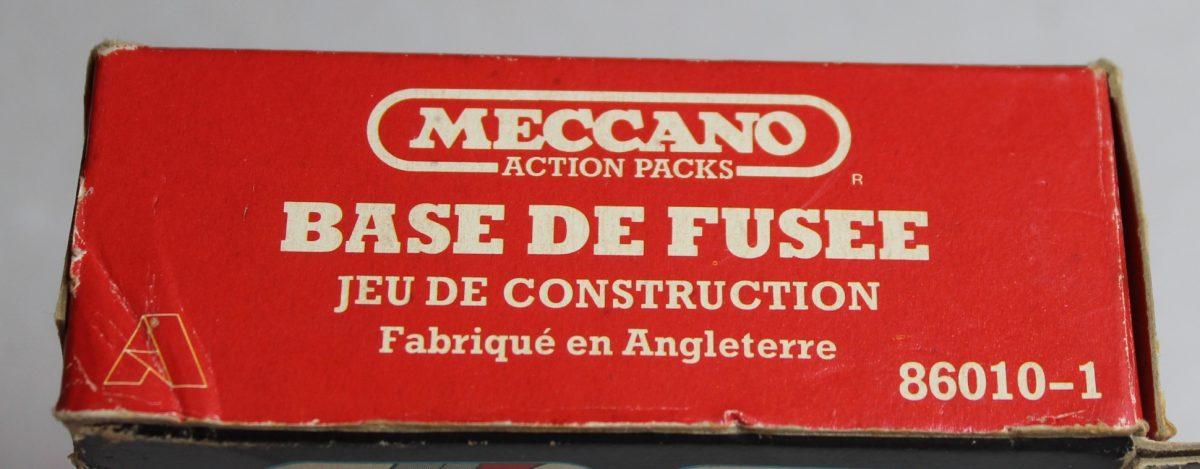 MECCANO
ACTION PACKS
R
BASE DE FUSEE
JEU DE CONSTRUCTION
Fabriqué en Angleterre
86010-1
A